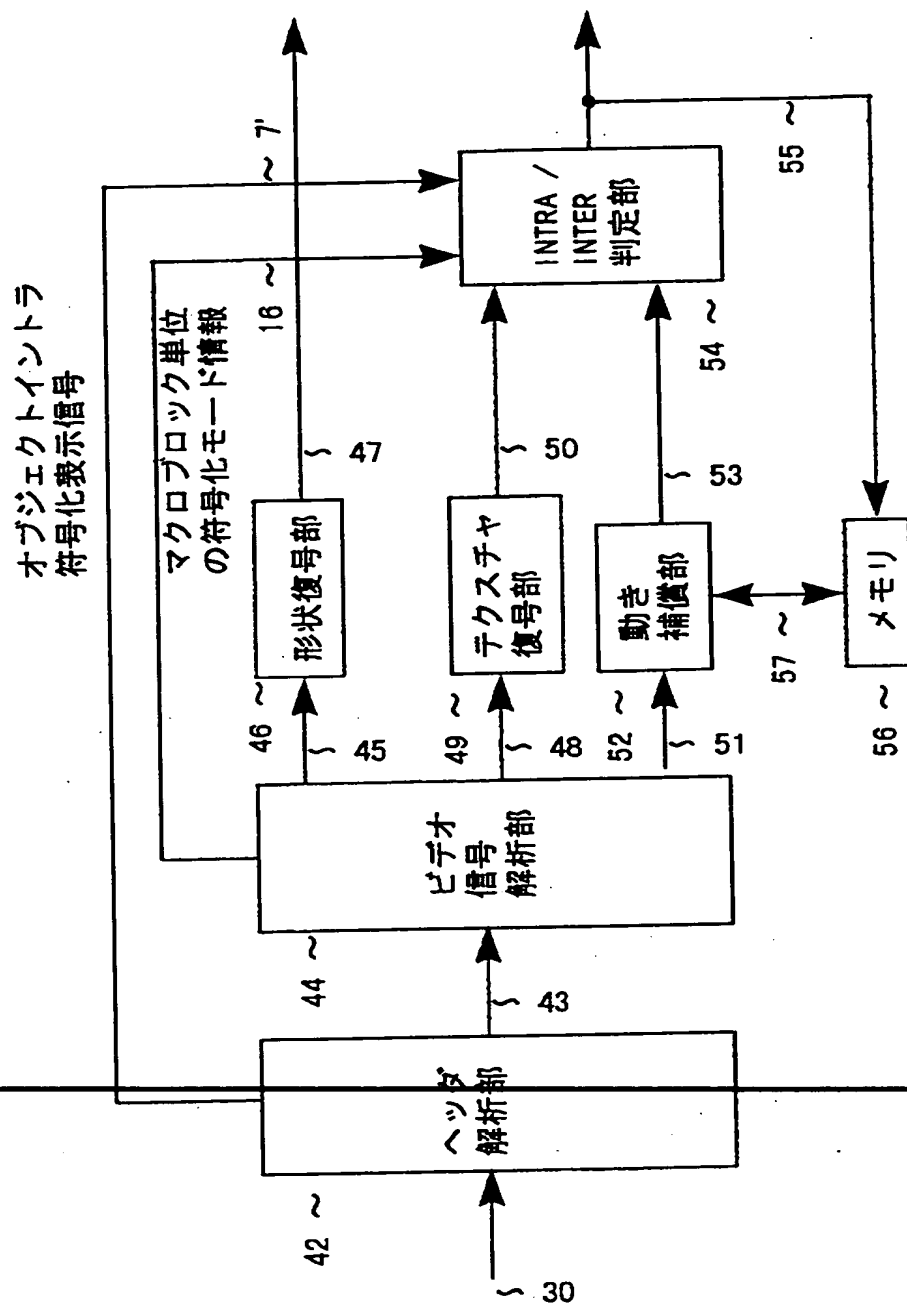 オブジェクトイントラ
符号化表示信号
マクロブロック単位
の符号化モード情報
16
7'
30
42
ヘッダ
解析部
43
44
ビデオ
信号
解析部
45
46
形状復号部
47
48
49
テクスチャ
復号部
50
51
52
動き
補償部
53
54
INTRA /
INTER
判定部
55
56
メモリ
57